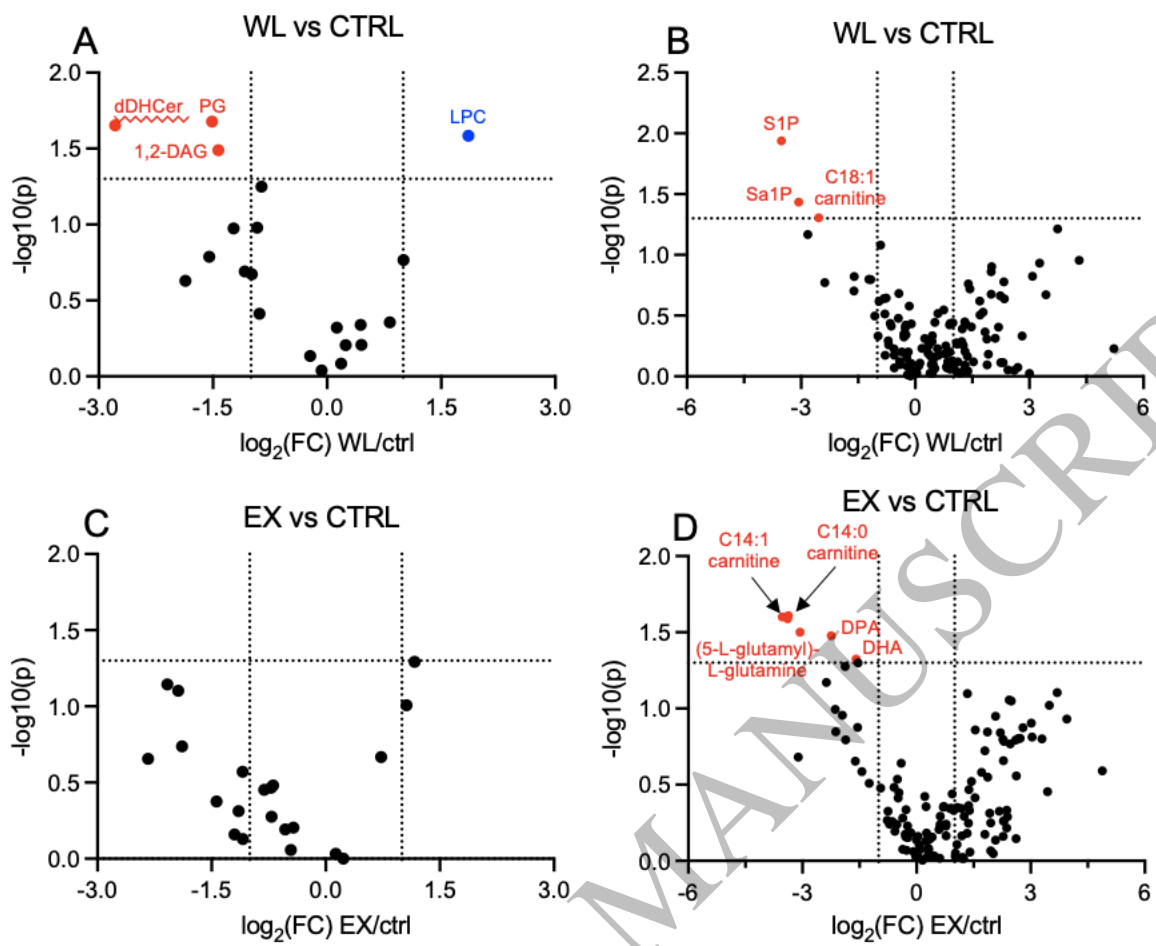 A
WL vs CTRL
2.0
1.5
1.0
0.5
0.0
-log10(p)
dDHCer
PG
1,2-DAG
LPC
-3.0
-1.5
0.0
1.5
3.0
log2(FC) WL/ctrl
B
WL vs CTRL
2.5
2.0
1.5
1.0
0.5
0.0
-log10(p)
S1P
Sa1P
C18:1
carnitine
-6
-3
0
3
6
log2(FC) WL/ctrl
C
EX vs CTRL
2.0
1.5
1.0
0.5
0.0
-log10(p)
-3.0
-1.5
0.0
1.5
3.0
log2(FC) EX/ctrl
D
EX vs CTRL
2.0
1.5
1.0
0.5
0.0
-log10(p)
C14:1
carnitine
C14:0
carnitine
DPA
(5-L-glutamyl)-
L-glutamine
DHA
-6
-3
0
3
6
log2(FC) EX/ctrl